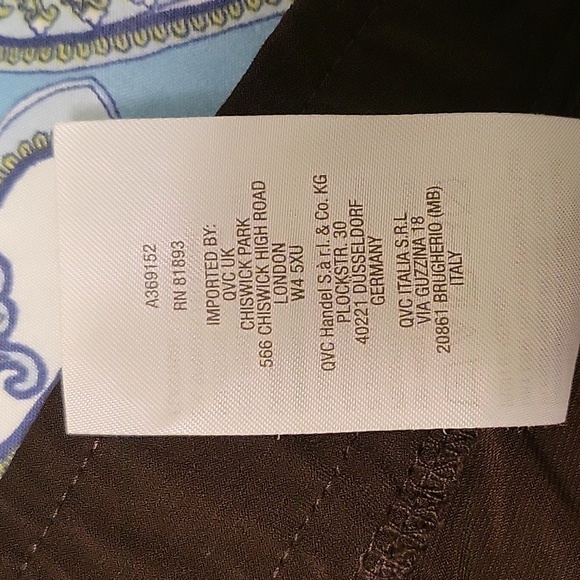 A369152
RN 81893
IMPORTED BY:
QVC UK
CHISWICK PARK
566 CHISWICK HIGH ROAD
LONDON
W4 5XU
QVC Handel S.à r.l. & Co. KG
PLOCKSTR. 30
40221 DÜSSELDORF
GERMANY
QVC ITALIA S.R.L
VIA GUZZINA 18
20861 BRUGHERIO (MB)
ITALY